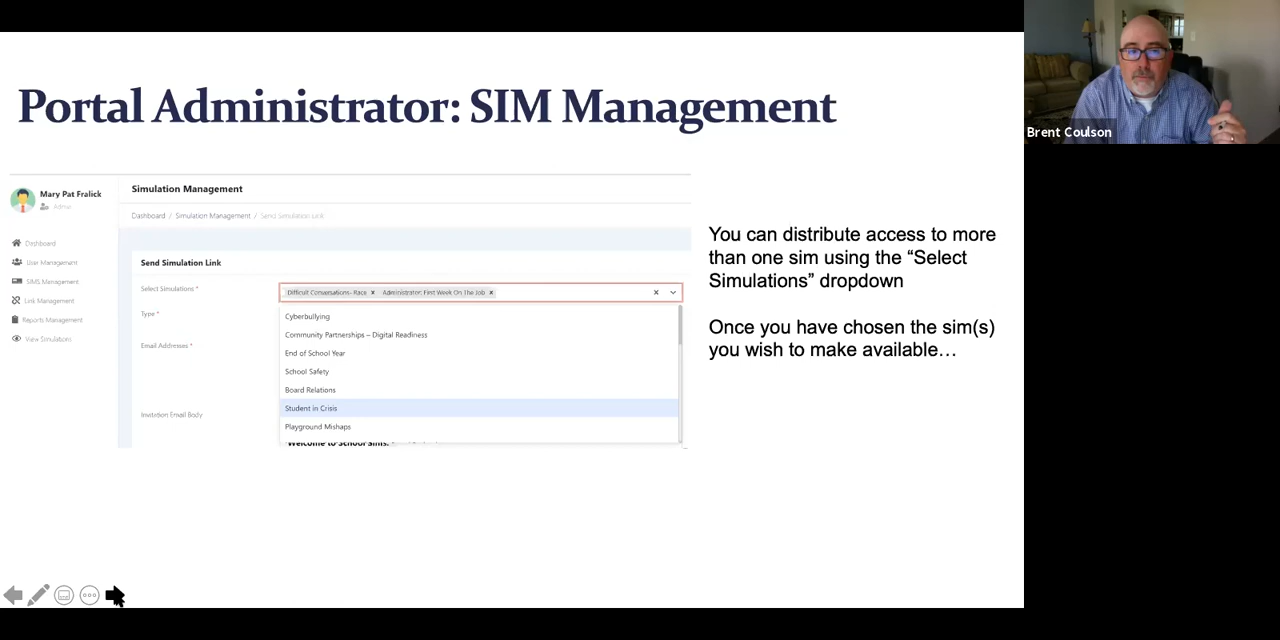 Portal Administrator: SIM Management
Brent Coulson
Mary Pat Fralick
Admin
Dashboard
User Management
SIMS Management
Link Management
Reports Management
View Simulations
Simulation Management
Dashboard / Simulation Management / Send Simulation Link
Send Simulation Link
Select Simulations *
Difficult Conversations- Race × Administrator: First Week On The Job ×
Type *
Email Addresses *
Invitation Email Body
Cyberbullying
Community Partnerships – Digital Readiness
End of School Year
School Safety
Board Relations
Student in Crisis
Playground Mishaps
Welcome to School Sims.
You can distribute access to more
than one sim using the “Select
Simulations” dropdown
Once you have chosen the sim(s)
you wish to make available…